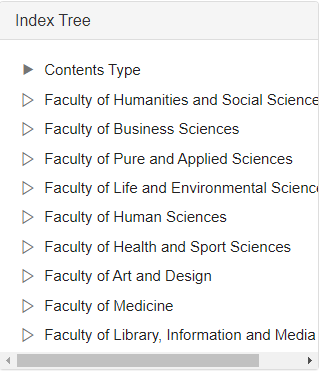 Index Tree
Contents Type
Faculty of Humanities and Social Science
Faculty of Business Sciences
Faculty of Pure and Applied Sciences
Faculty of Life and Environmental Scienc
Faculty of Human Sciences
Faculty of Health and Sport Sciences
Faculty of Art and Design
Faculty of Medicine
Faculty of Library, Information and Media